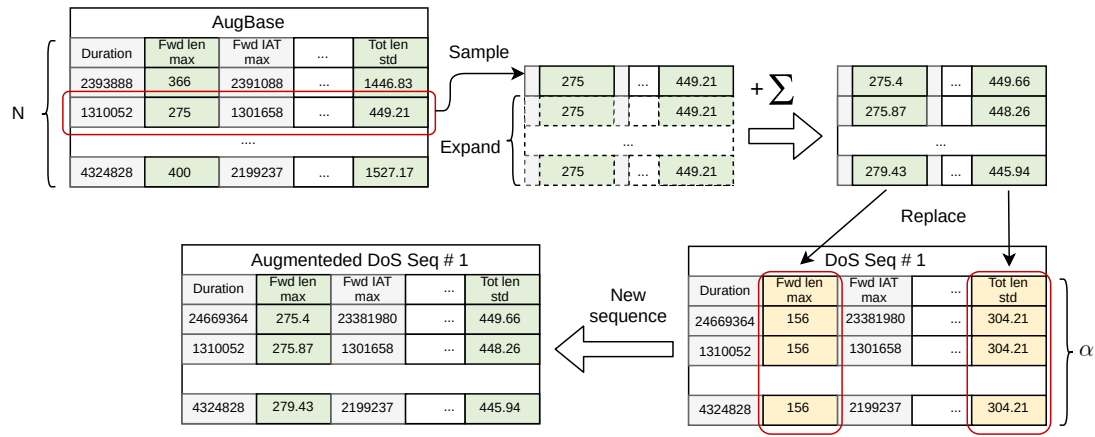 AugBase
Duration Fwd len max Fwd IAT max ... Tot len std
2393888 366 2391088 ... 1446.83
1310052 275 1301658 ... 449.21
....
4324828 400 2199237 ... 1527.17
N
Sample
Expand
275 ... 449.21
275 ... 449.21
...
275 ... 449.21
+ ∑
275.4 ... 449.66
275.87 ... 448.26
...
279.43 ... 445.94
Replace
DoS Seq # 1
Duration Fwd len max Fwd IAT max ... Tot len std
24669364 156 23381980 ... 304.21
1310052 156 1301658 ... 304.21
4324828 156 2199237 ... 304.21
α
New
sequence
Augmenteded DoS Seq # 1
Duration Fwd len max Fwd IAT max ... Tot len std
24669364 275.4 23381980 ... 449.66
1310052 275.87 1301658 ... 448.26
4324828 279.43 2199237 ... 445.94